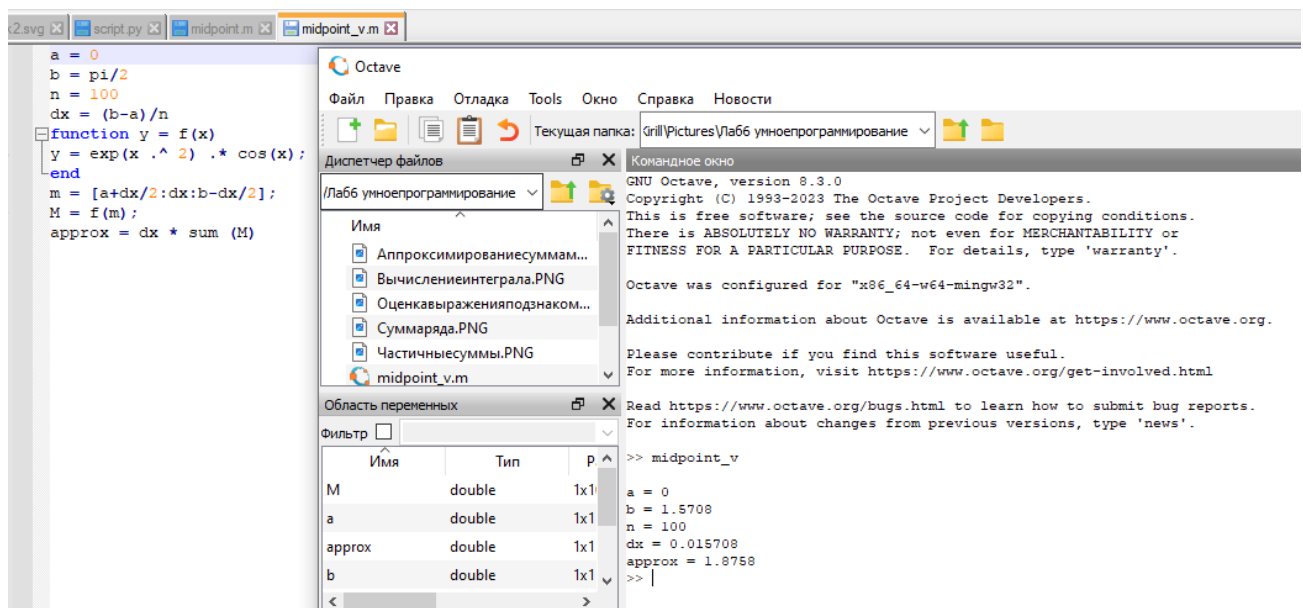 x2.svg script.py midpoint.m midpoint_v.m
a = 0
b = pi/2
n = 100
dx = (b-a)/n
function y = f(x)
y = exp(x .^ 2) .* cos(x);
end
m = [a+dx/2:dx:b-dx/2];
M = f(m);
approx = dx * sum (M)
Octave
Файл Правка Отладка Tools Окно Справка Новости
Текущая папка: Grill\Pictures\Лаб6 умноепрограммирование
Диспетчер файлов
/Лаб6 умноепрограммирование
Имя
Аппроксимированиесуммам...
Вычислениеинтеграла.PNG
Оценкавыраженияподзнаком...
Суммаряда.PNG
Частичныесуммы.PNG
midpoint_v.m
Область переменных
Фильтр
Имя Тип Р
M double 1x1
a double 1x1
approx double 1x1
b double 1x1
Командное окно
GNU Octave, version 8.3.0
Copyright (C) 1993-2023 The Octave Project Developers.
This is free software; see the source code for copying conditions.
There is ABSOLUTELY NO WARRANTY; not even for MERCHANTABILITY or
FITNESS FOR A PARTICULAR PURPOSE.  For details, type 'warranty'.
Octave was configured for "x86_64-w64-mingw32".
Additional information about Octave is available at https://www.octave.org.
Please contribute if you find this software useful.
For more information, visit https://www.octave.org/get-involved.html
Read https://www.octave.org/bugs.html to learn how to submit bug reports.
For information about changes from previous versions, type 'news'.
>> midpoint_v
a = 0
b = 1.5708
n = 100
dx = 0.015708
approx = 1.8758
>>